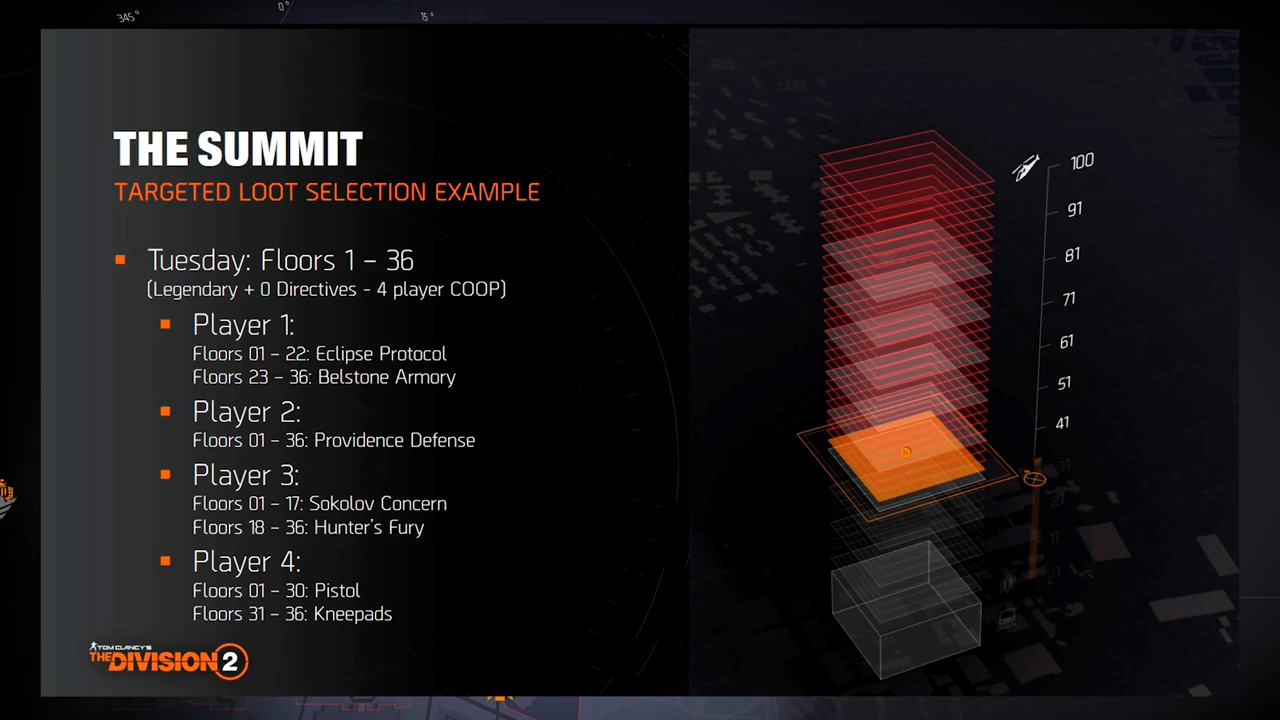 345°
0°
15°
THE SUMMIT
TARGETED LOOT SELECTION EXAMPLE
Tuesday: Floors 1 – 36
(Legendary + 0 Directives - 4 player COOP)
Player 1:
Floors 01 – 22: Eclipse Protocol
Floors 23 – 36: Belstone Armory
Player 2:
Floors 01 – 36: Providence Defense
Player 3:
Floors 01 – 17: Sokolov Concern
Floors 18 – 36: Hunter's Fury
Player 4:
Floors 01 – 30: Pistol
Floors 31 – 36: Kneepads
TOM CLANCY'S
THE DIVISION 2
100
91
81
71
61
51
41
21
11